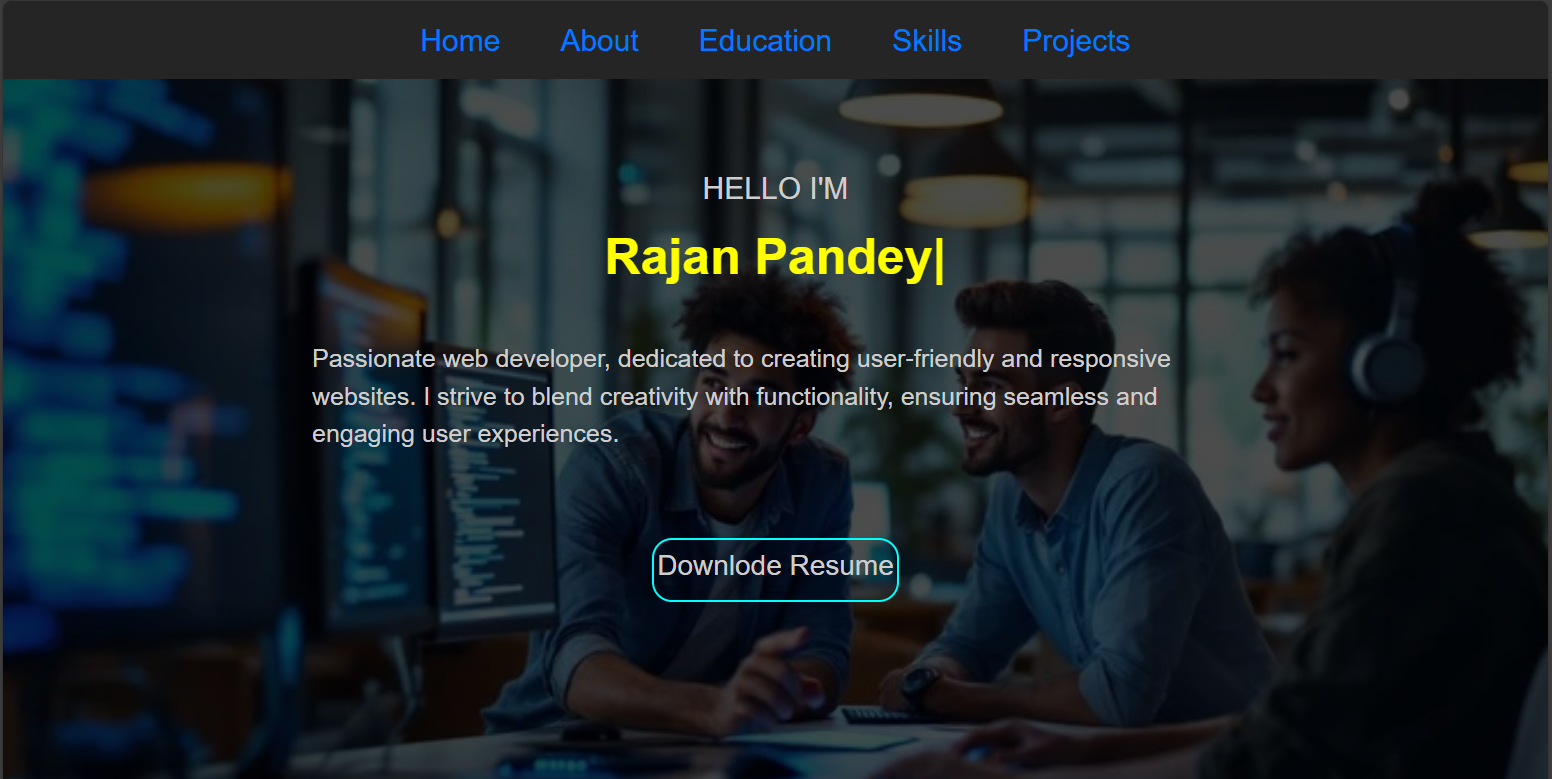 Home About Education Skills Projects
HELLO I'M
Rajan Pandey|
Passionate web developer, dedicated to creating user-friendly and responsive
websites. I strive to blend creativity with functionality, ensuring seamless and
engaging user experiences.
Downlode Resume